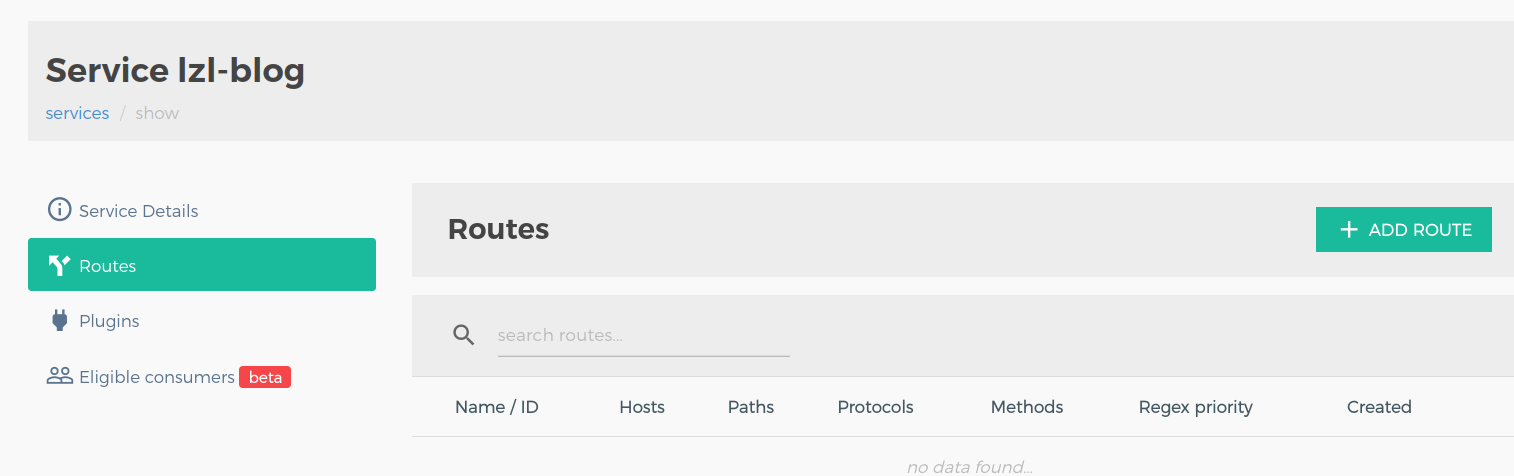 Service lzl-blog
services / show
Service Details
Routes
Plugins
Eligible consumers beta
Routes
ADD ROUTE
search routes...
Name / ID Hosts Paths Protocols Methods Regex priority Created
no data found...